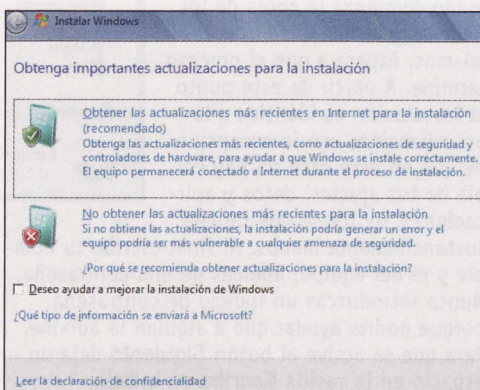 Instalar Windows
Obtenga importantes actualizaciones para la instalación
Obtener las actualizaciones más recientes en Internet para la instalación
(recomendado)
Obtenga las actualizaciones más recientes, como actualizaciones de seguridad y
controladores de hardware, para ayudar a que Windows se instale correctamente.
El equipo permanecerá conectado a Internet durante el proceso de instalación.
No obtener las actualizaciones más recientes para la instalación
Si no obtiene las actualizaciones, la instalación podría generar un error y el
equipo podría ser más vulnerable a cualquier amenaza de seguridad.
¿Por qué se recomienda obtener actualizaciones para la instalación?
Deseo ayudar a mejorar la instalación de Windows
¿Qué tipo de información se enviará a Microsoft?
Leer la declaración de confidencialidad